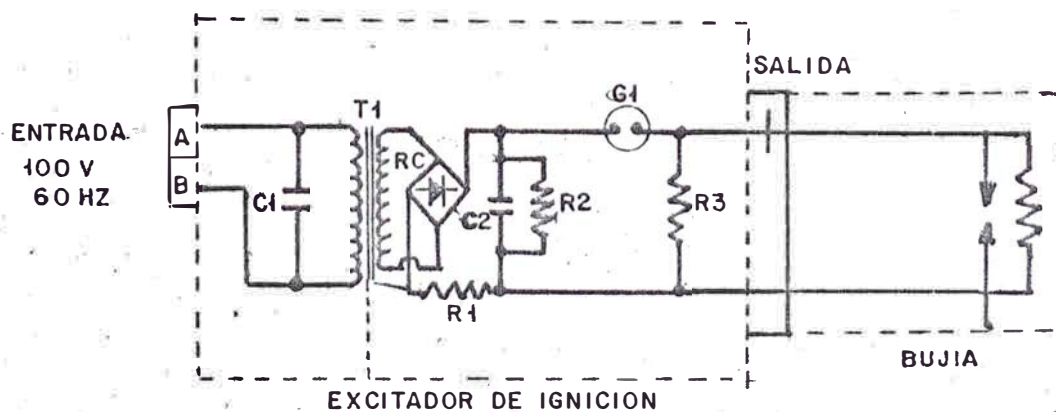 ENTRADA
100 V
60 HZ
A
B
C1
T1
RC
C2
R2
R1
G1
R3
SALIDA
BUJIA
EXCITADOR DE IGNICION